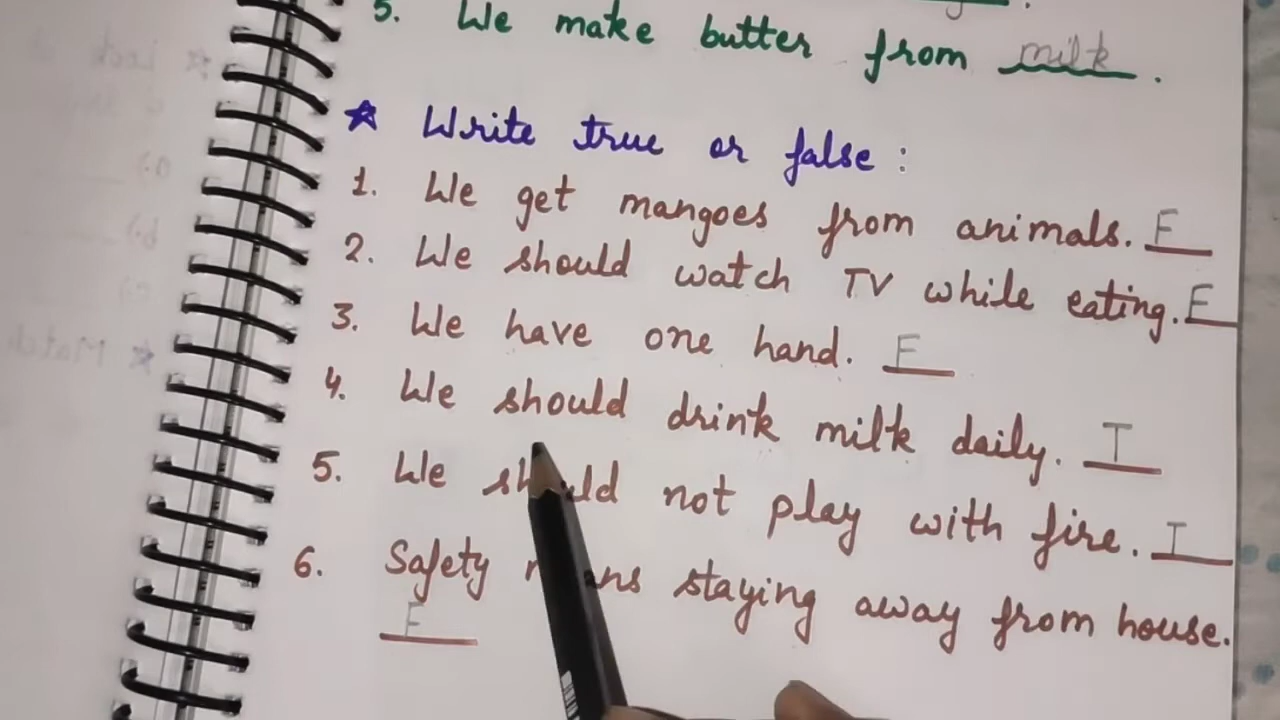 5. We make butter from milk.
☆ Write true or false :
1. We get mangoes from animals. F
2. We should watch TV while eating. F
3. We have one hand. F
4. We should drink milk daily. T
5. We should not play with fire. T
6. Safety means staying away from house.
F